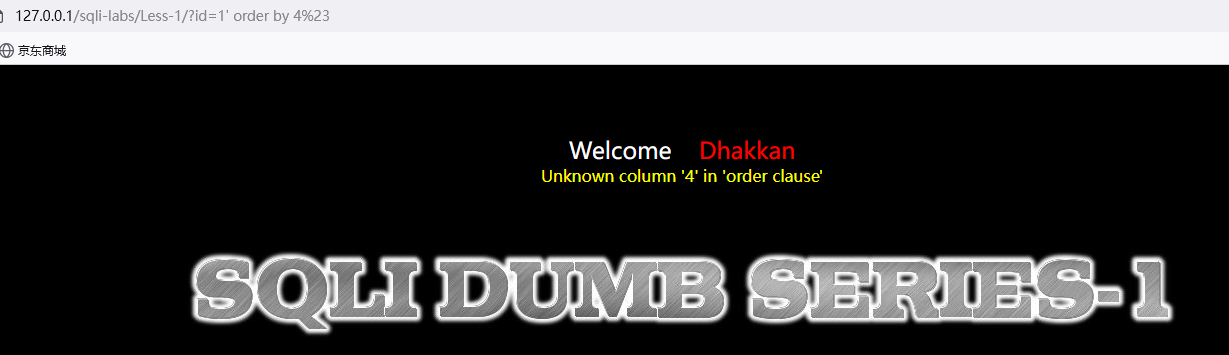 127.0.0.1/sqli-labs/Less-1/?id=1' order by 4%23
京东商城
Welcome Dhakkan
Unknown column '4' in 'order clause'
SQLI DUMB SERIES-1